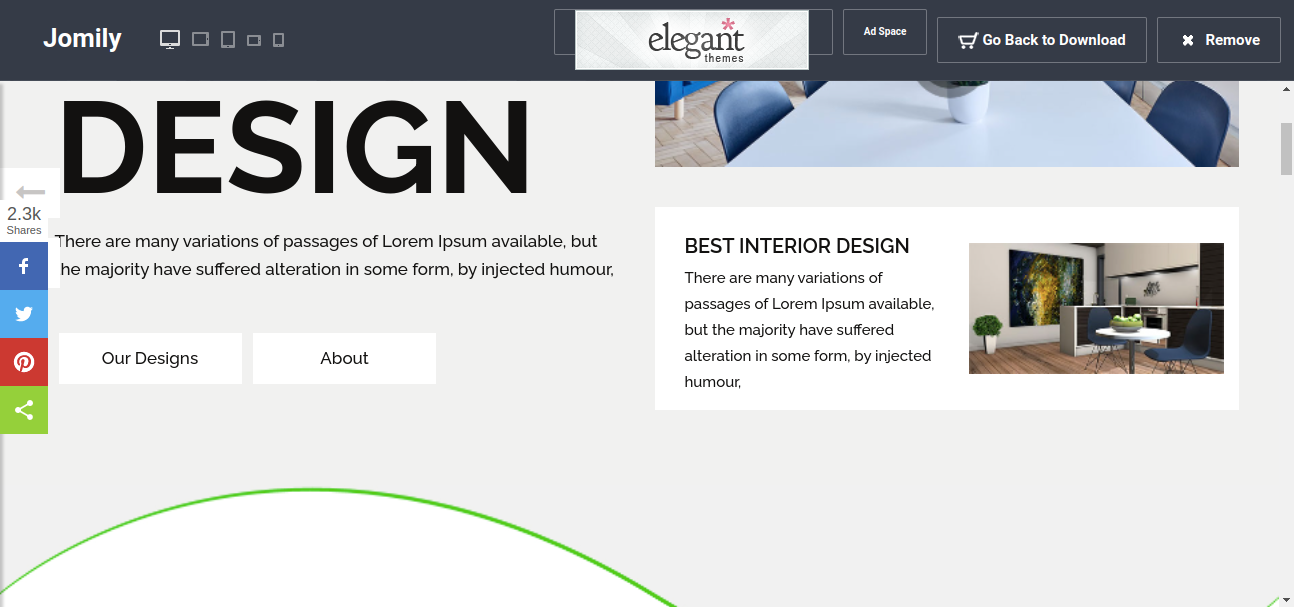 Jomily
elegant
themes
Ad Space
Go Back to Download
Remove
DESIGN
2.3k
Shares
There are many variations of passages of Lorem Ipsum available, but
he majority have suffered alteration in some form, by injected humour,
Our Designs
About
BEST INTERIOR DESIGN
There are many variations of
passages of Lorem Ipsum available,
but the majority have suffered
alteration in some form, by injected
humour,